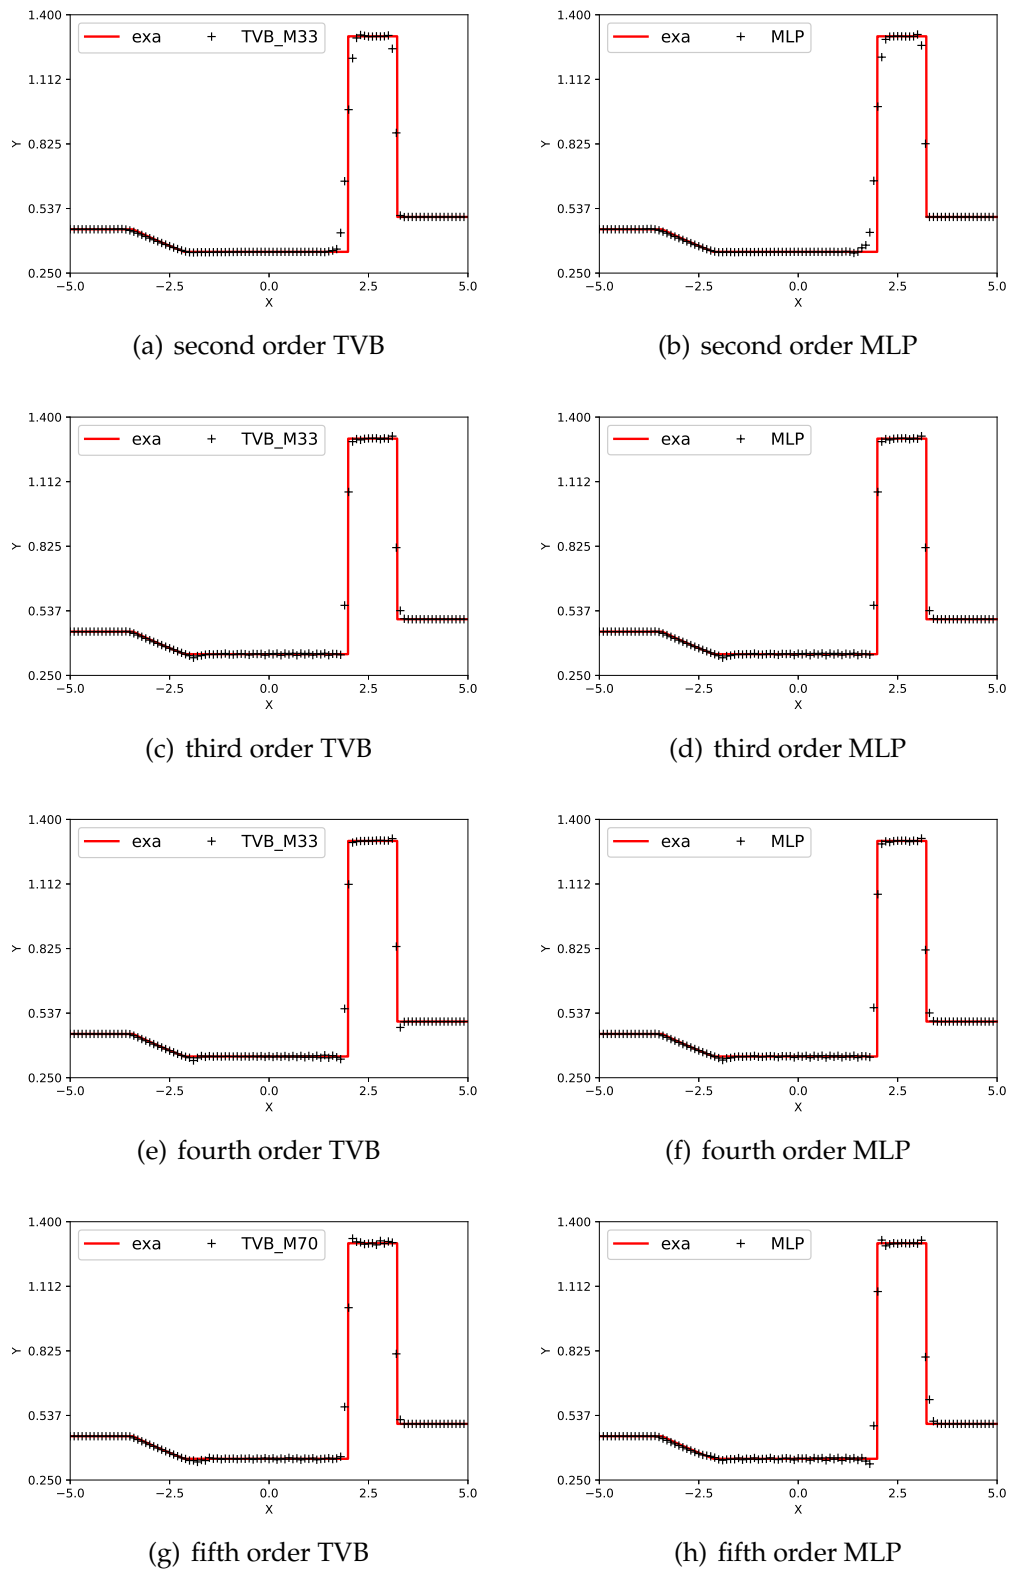 1.400
1.112
0.825
0.537
0.250
Y
exa TVB_M33
−5.0 −2.5 0.0 2.5 5.0
X
(a) second order TVB
1.400
1.112
0.825
0.537
0.250
Y
exa MLP
−5.0 −2.5 0.0 2.5 5.0
X
(b) second order MLP
1.400
1.112
0.825
0.537
0.250
Y
exa TVB_M33
−5.0 −2.5 0.0 2.5 5.0
X
(c) third order TVB
1.400
1.112
0.825
0.537
0.250
Y
exa MLP
−5.0 −2.5 0.0 2.5 5.0
X
(d) third order MLP
1.400
1.112
0.825
0.537
0.250
Y
exa TVB_M33
−5.0 −2.5 0.0 2.5 5.0
X
(e) fourth order TVB
1.400
1.112
0.825
0.537
0.250
Y
exa MLP
−5.0 −2.5 0.0 2.5 5.0
X
(f) fourth order MLP
1.400
1.112
0.825
0.537
0.250
Y
exa TVB_M70
−5.0 −2.5 0.0 2.5 5.0
X
(g) fifth order TVB
1.400
1.112
0.825
0.537
0.250
Y
exa MLP
−5.0 −2.5 0.0 2.5 5.0
X
(h) fifth order MLP